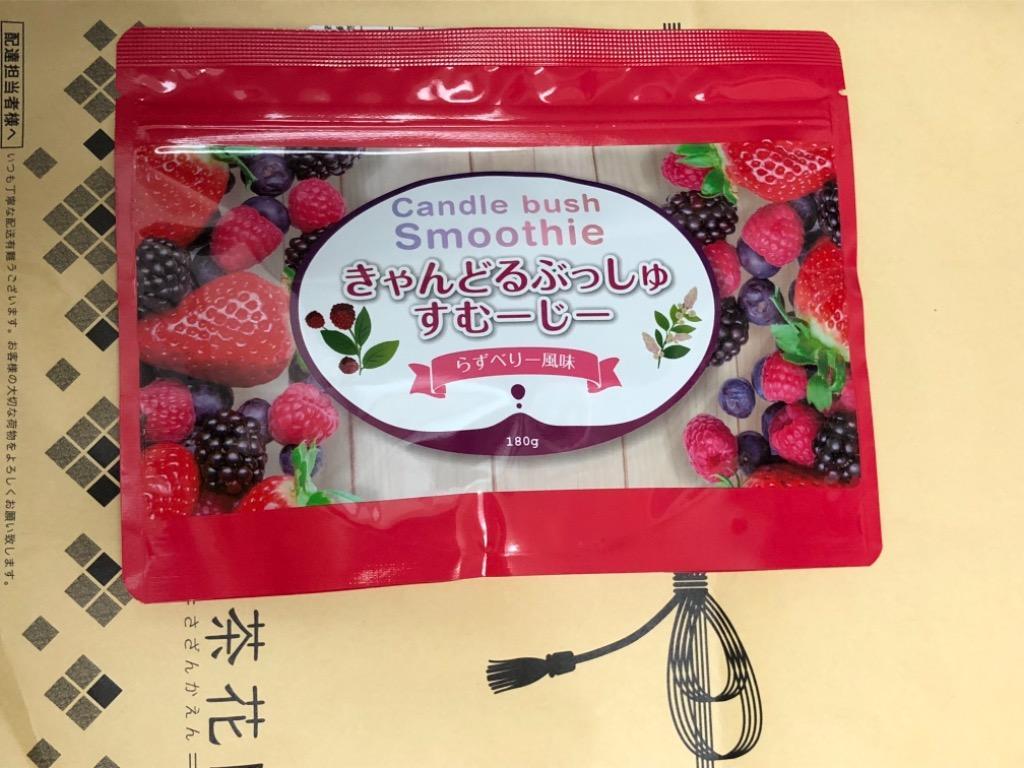 Candle bush
Smoothie
きゃんどるぶっしゅ
すむーじー
らずべりー風味
180g
配達担当者様へ
いつも丁寧な配送有難うございます。お客様の大切な荷物をよろしくお願い致します。
茶花
さざんかえん